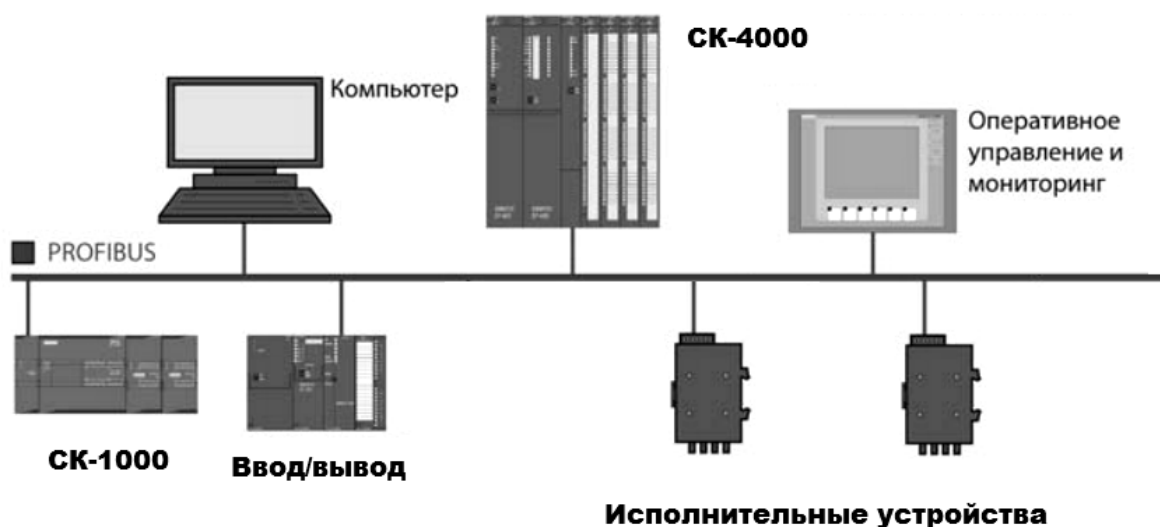 СК-4000
Компьютер
Оперативное
управление и
мониторинг
PROFIBUS
СК-1000
Ввод/вывод
Исполнительные устройства